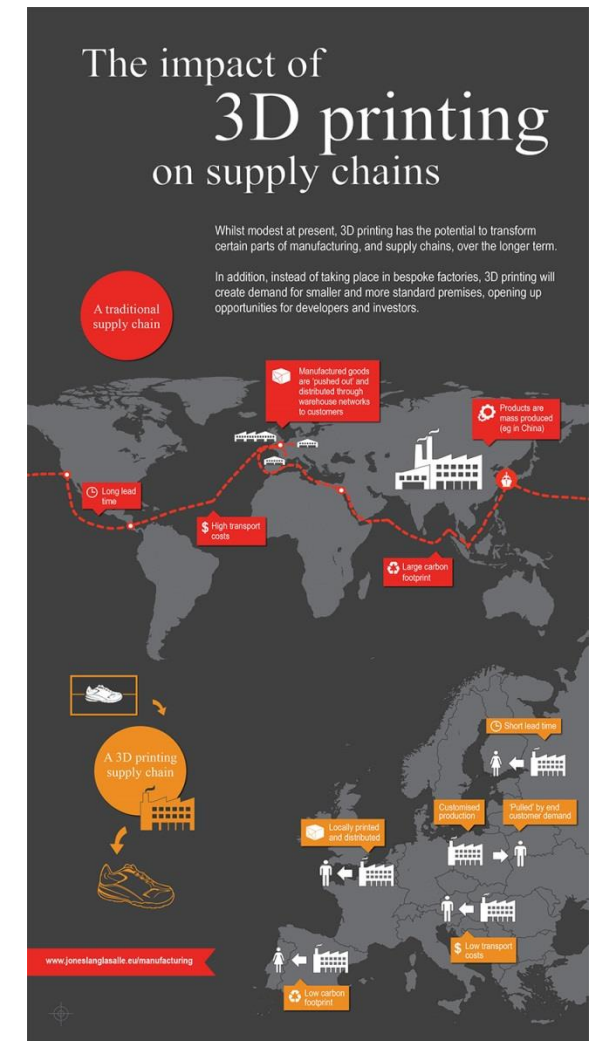 The impact of
3D printing
on supply chains
Whilst modest at present, 3D printing has the potential to transform
certain parts of manufacturing, and supply chains, over the longer term.
In addition, instead of taking place in bespoke factories, 3D printing will
create demand for smaller and more standard premises, opening up
opportunities for developers and investors.
A traditional
supply chain
Manufactured goods
are 'pushed out' and
distributed through
warehouse networks
to customers
Products are
mass produced
(eg in China)
Long lead
time
$ High transport
costs
Large carbon
footprint
A 3D printing
supply chain
Short lead time
Customised
production
'Pulled' by end
customer demand
Locally printed
and distributed
$ Low transport
costs
Low carbon
footprint
www.joneslanglasalle.eu/manufacturing